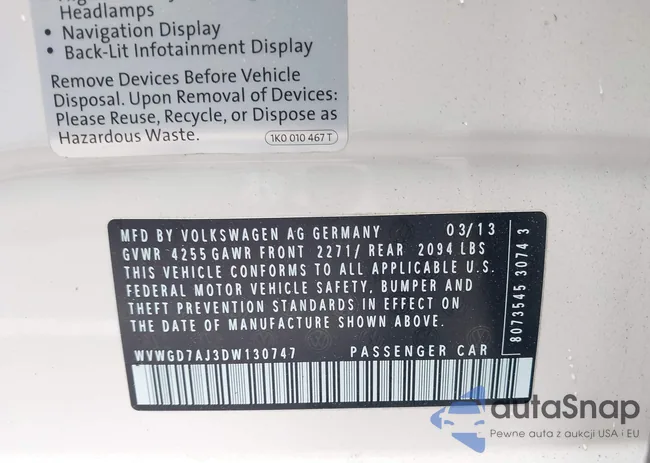 Headlamps
• Navigation Display
• Back-Lit Infotainment Display
Remove Devices Before Vehicle
Disposal. Upon Removal of Devices:
Please Reuse, Recycle, or Dispose as
Hazardous Waste.
1K0 010 467 T
MFD BY VOLKSWAGEN AG GERMANY 03/13
GVWR 4255 GAWR FRONT 2271/ REAR 2094 LBS
THIS VEHICLE CONFORMS TO ALL APPLICABLE U.S.
FEDERAL MOTOR VEHICLE SAFETY, BUMPER AND
THEFT PREVENTION STANDARDS IN EFFECT ON
THE DATE OF MANUFACTURE SHOWN ABOVE.
WVWGD7AJ3DW130747 PASSENGER CAR
8073545 3074 3
autaSnap
Pewne auta z aukcji USA i EU